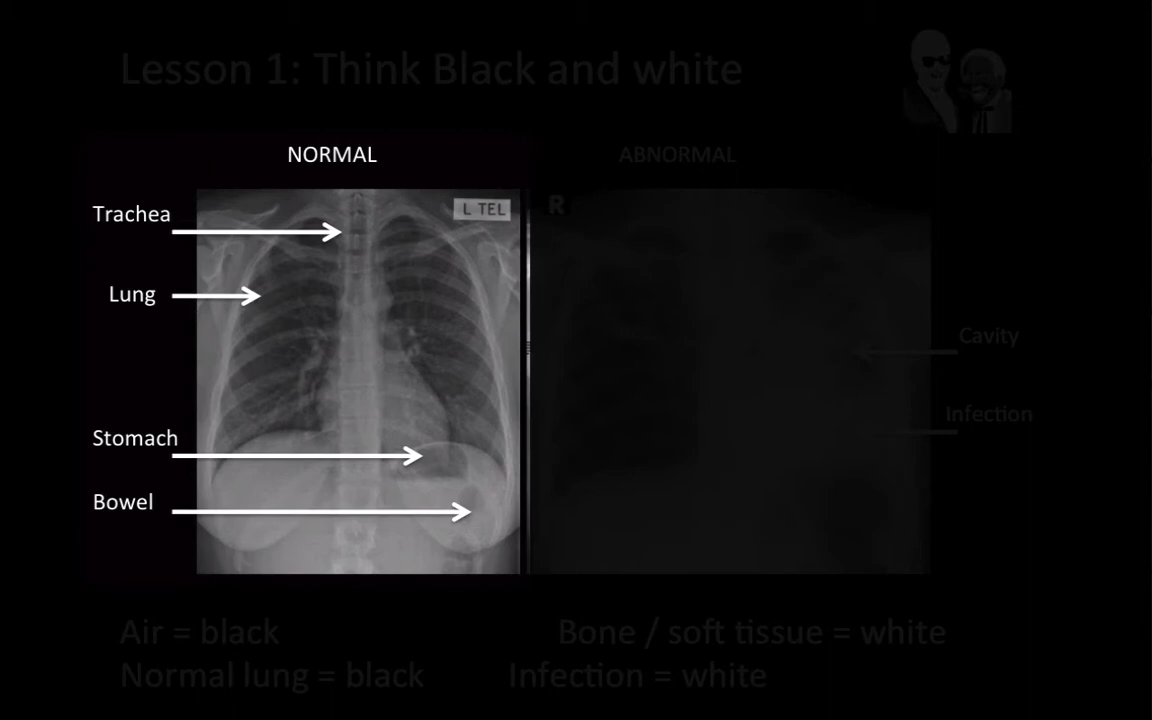 Lesson 1: Think Black and white
NORMAL
ABNORMAL
Trachea
L TEL
R
Lung
Cavity
Infection
Stomach
Bowel
Air = black
Bone / soft tissue = white
Normal lung = black
Infection = white